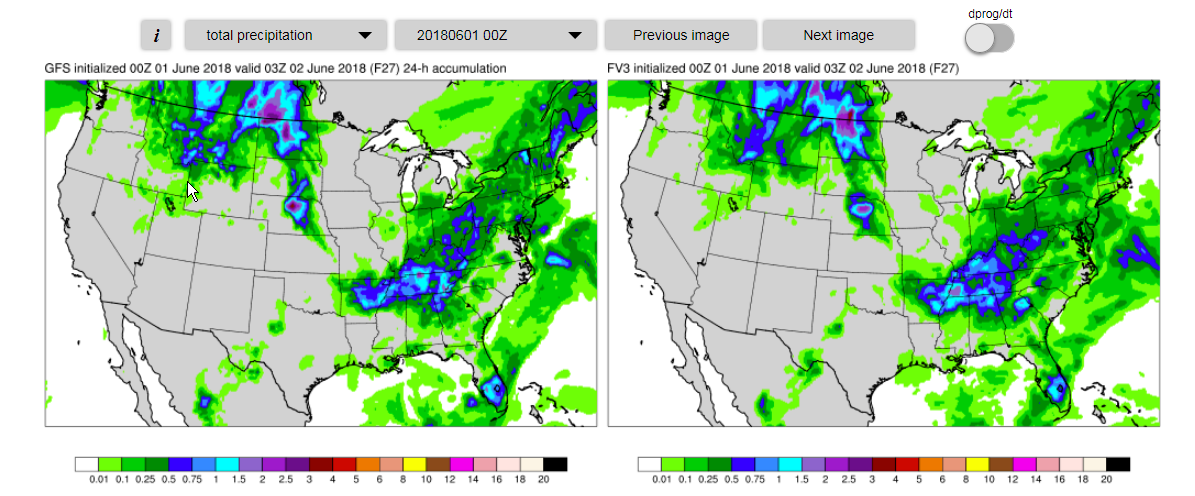 dprog/dt
i total precipitation 20180601 00Z Previous image Next image
GFS initialized 00Z 01 June 2018 valid 03Z 02 June 2018 (F27) 24-h accumulation
FV3 initialized 00Z 01 June 2018 valid 03Z 02 June 2018 (F27)
0.01 0.1 0.25 0.5 0.75 1 1.5 2 2.5 3 4 5 6 8 10 12 14 16 18 20
0.01 0.1 0.25 0.5 0.75 1 1.5 2 2.5 3 4 5 6 8 10 12 14 16 18 20